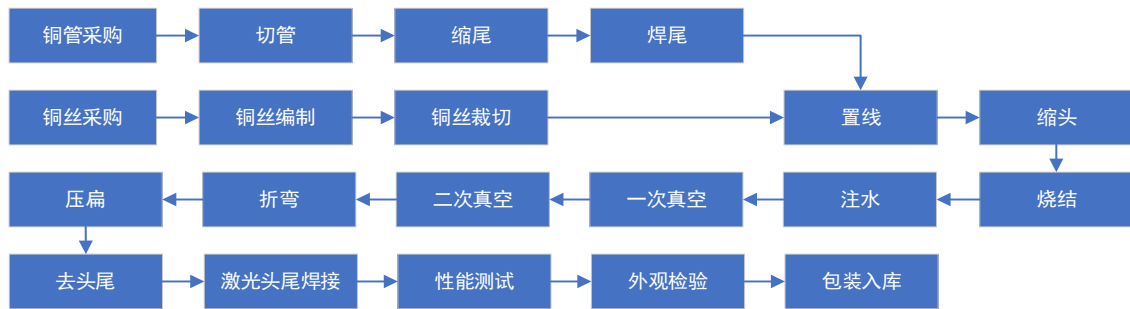 铜管采购
切管
缩尾
焊尾
铜丝采购
铜丝编制
铜丝裁切
置线
缩头
压扁
折弯
二次真空
一次真空
注水
烧结
去头尾
激光头尾焊接
性能测试
外观检验
包装入库